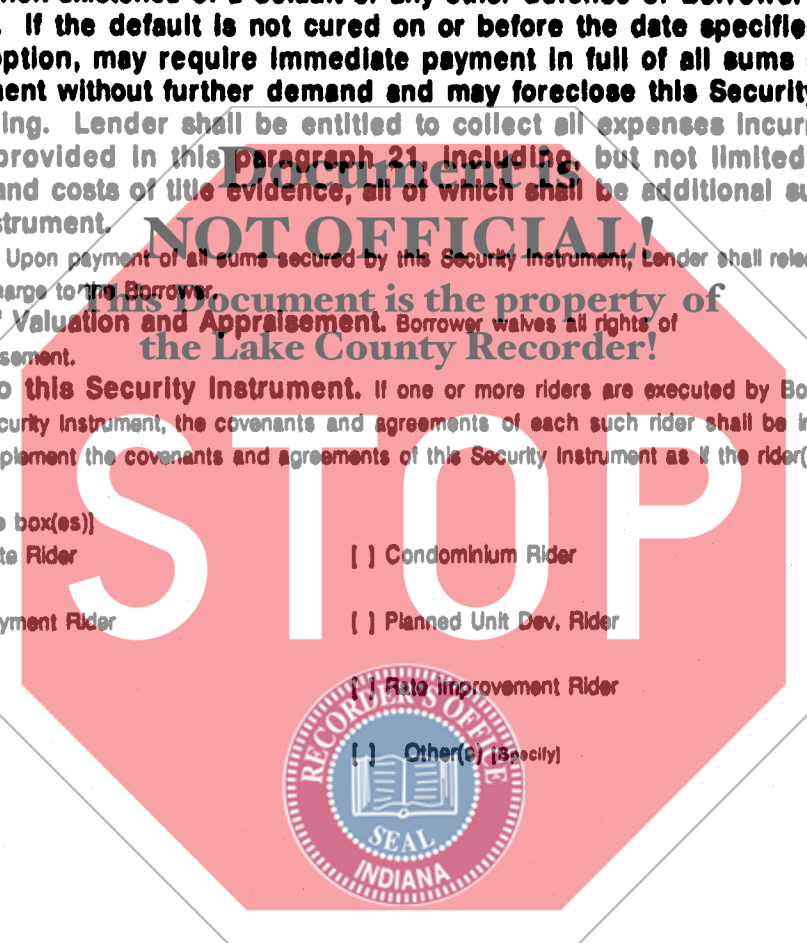 . If the default is not cured on or before the date specifie
option, may require immediate payment in full of all sums
ment without further demand and may foreclose this Security
ing. Lender shall be entitled to collect all expenses incur
provided in this paragraph 21, including, but not limited
and costs of title evidence, all of which shall be additional su
strument.
Document is
NOT OFFICIAL!
Upon payment of all sums secured by this Security Instrument, Lender shall rele
arge to the Borrower.
This Document is the property of
the Lake County Recorder!
Valuation and Appraisement. Borrower waives all rights of
sement.
o this Security Instrument. If one or more riders are executed by Bo
curity Instrument, the covenants and agreements of each such rider shall be in
plement the covenants and agreements of this Security Instrument as if the rider(
STOP
e box(es)]
te Rider [ ] Condominium Rider
yment Rider [ ] Planned Unit Dev. Rider
[ ] Rate Improvement Rider
[ ] Other(s) [Specify]
RECORDER'S OFFICE
SEAL
INDIANA